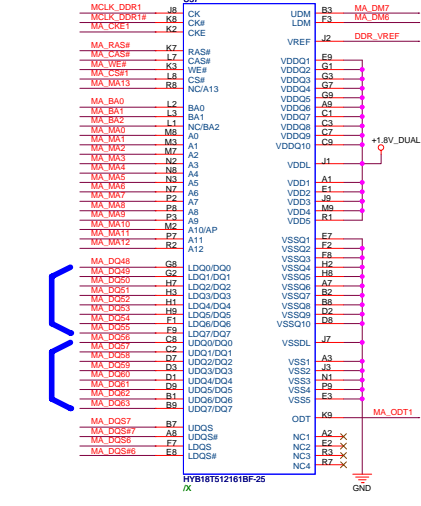 MCLK_DDR1 J8 CK
MCLK_DDR1# K8 CK#
MA_CKE1 K2 CKE
MA_RAS# K7 RAS#
MA_CAS# L7 CAS#
MA_WE# K3 WE#
MA_CS#1 L8 CS#
MA_MA13 R8 NC/A13
MA_BA0 L2 BA0
MA_BA1 L3 BA1
MA_BA2 L1 NC/BA2
MA_MA0 M8 A0
MA_MA1 M3 A1
MA_MA2 M7 A2
MA_MA3 N2 A3
MA_MA4 N8 A4
MA_MA5 N3 A5
MA_MA6 N7 A6
MA_MA7 P2 A7
MA_MA8 P8 A8
MA_MA9 P3 A9
MA_MA10 M2 A10/AP
MA_MA11 P7 A11
MA_MA12 R2 A12
MA_DQ48 G8 LDQ0/DQ0
MA_DQ49 G2 LDQ1/DQ1
MA_DQ50 H7 LDQ2/DQ2
MA_DQ51 H3 LDQ3/DQ3
MA_DQ52 H1 LDQ4/DQ4
MA_DQ53 H9 LDQ5/DQ5
MA_DQ54 F1 LDQ6/DQ6
MA_DQ55 F9 LDQ7/DQ7
MA_DQ56 C8 UDQ0/DQ0
MA_DQ57 C2 UDQ1/DQ1
MA_DQ58 D7 UDQ2/DQ2
MA_DQ59 D3 UDQ3/DQ3
MA_DQ60 D1 UDQ4/DQ4
MA_DQ61 D9 UDQ5/DQ5
MA_DQ62 B1 UDQ6/DQ6
MA_DQ63 B9 UDQ7/DQ7
MA_DQS7 B7 UDQS
MA_DQS#7 A8 UDQS#
MA_DQS6 F7 LDQS
MA_DQS#6 E8 LDQS#
UDM B3 MA_DM7
LDM F3 MA_DM6
VREF J2 DDR_VREF
VDDQ1 E9
VDDQ2 G1
VDDQ3 G3
VDDQ4 G7
VDDQ5 G9
VDDQ6 A9
VDDQ7 C1
VDDQ8 C3
VDDQ9 C7
VDDQ10 C9
+1.8V_DUAL
VDDL J1
VDD1 A1
VDD2 E1
VDD3 J9
VDD4 M9
VDD5 R1
VSSQ1 E7
VSSQ2 F2
VSSQ3 F8
VSSQ4 H2
VSSQ5 H8
VSSQ6 A7
VSSQ7 B2
VSSQ8 B8
VSSQ9 D2
VSSQ10 D8
VSSDL J7
VSS1 A3
VSS2 J3
VSS3 N1
VSS4 P9
VSS5 E3
ODT K9 MA_ODT1
NC1 A2
NC2 E2
NC3 R3
NC4 R7
HYB18T512161BF-25
/X
GND